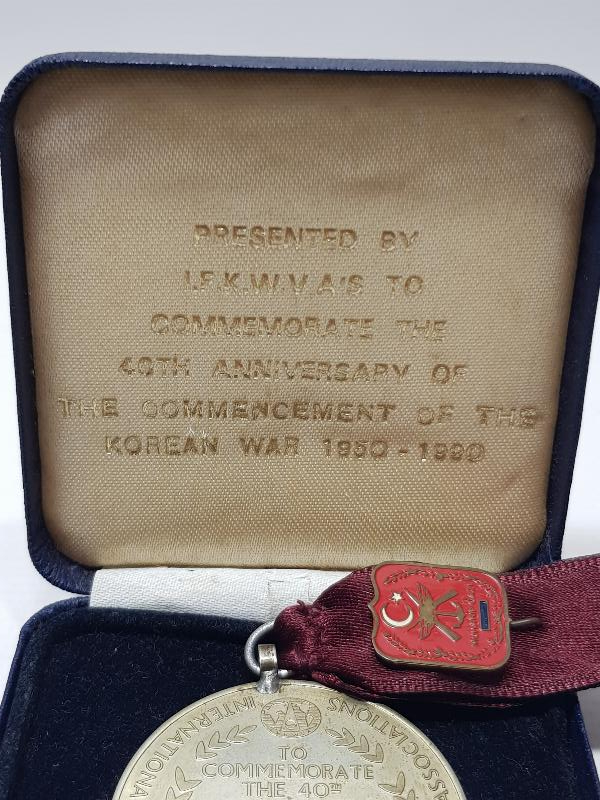 PRESENTED BY
I.F.K.W.V.A'S TO
COMMEMORATE THE
40TH ANNIVERSARY OF
THE COMMENCEMENT OF THE
KOREAN WAR 1950 - 1990
INTERNATIONAL
ASSOCIATIONS
TO
COMMEMORATE
THE 40TH